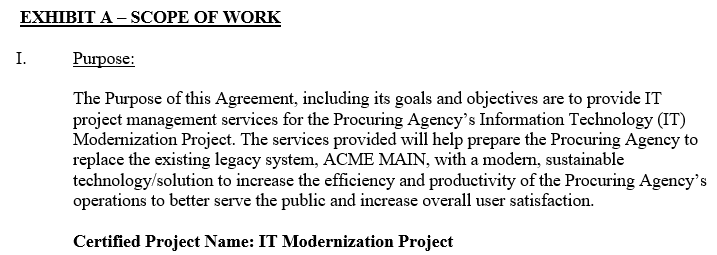 EXHIBIT A – SCOPE OF WORK
I. Purpose:
The Purpose of this Agreement, including its goals and objectives are to provide IT
project management services for the Procuring Agency’s Information Technology (IT)
Modernization Project. The services provided will help prepare the Procuring Agency to
replace the existing legacy system, ACME MAIN, with a modern, sustainable
technology/solution to increase the efficiency and productivity of the Procuring Agency’s
operations to better serve the public and increase overall user satisfaction.
Certified Project Name: IT Modernization Project